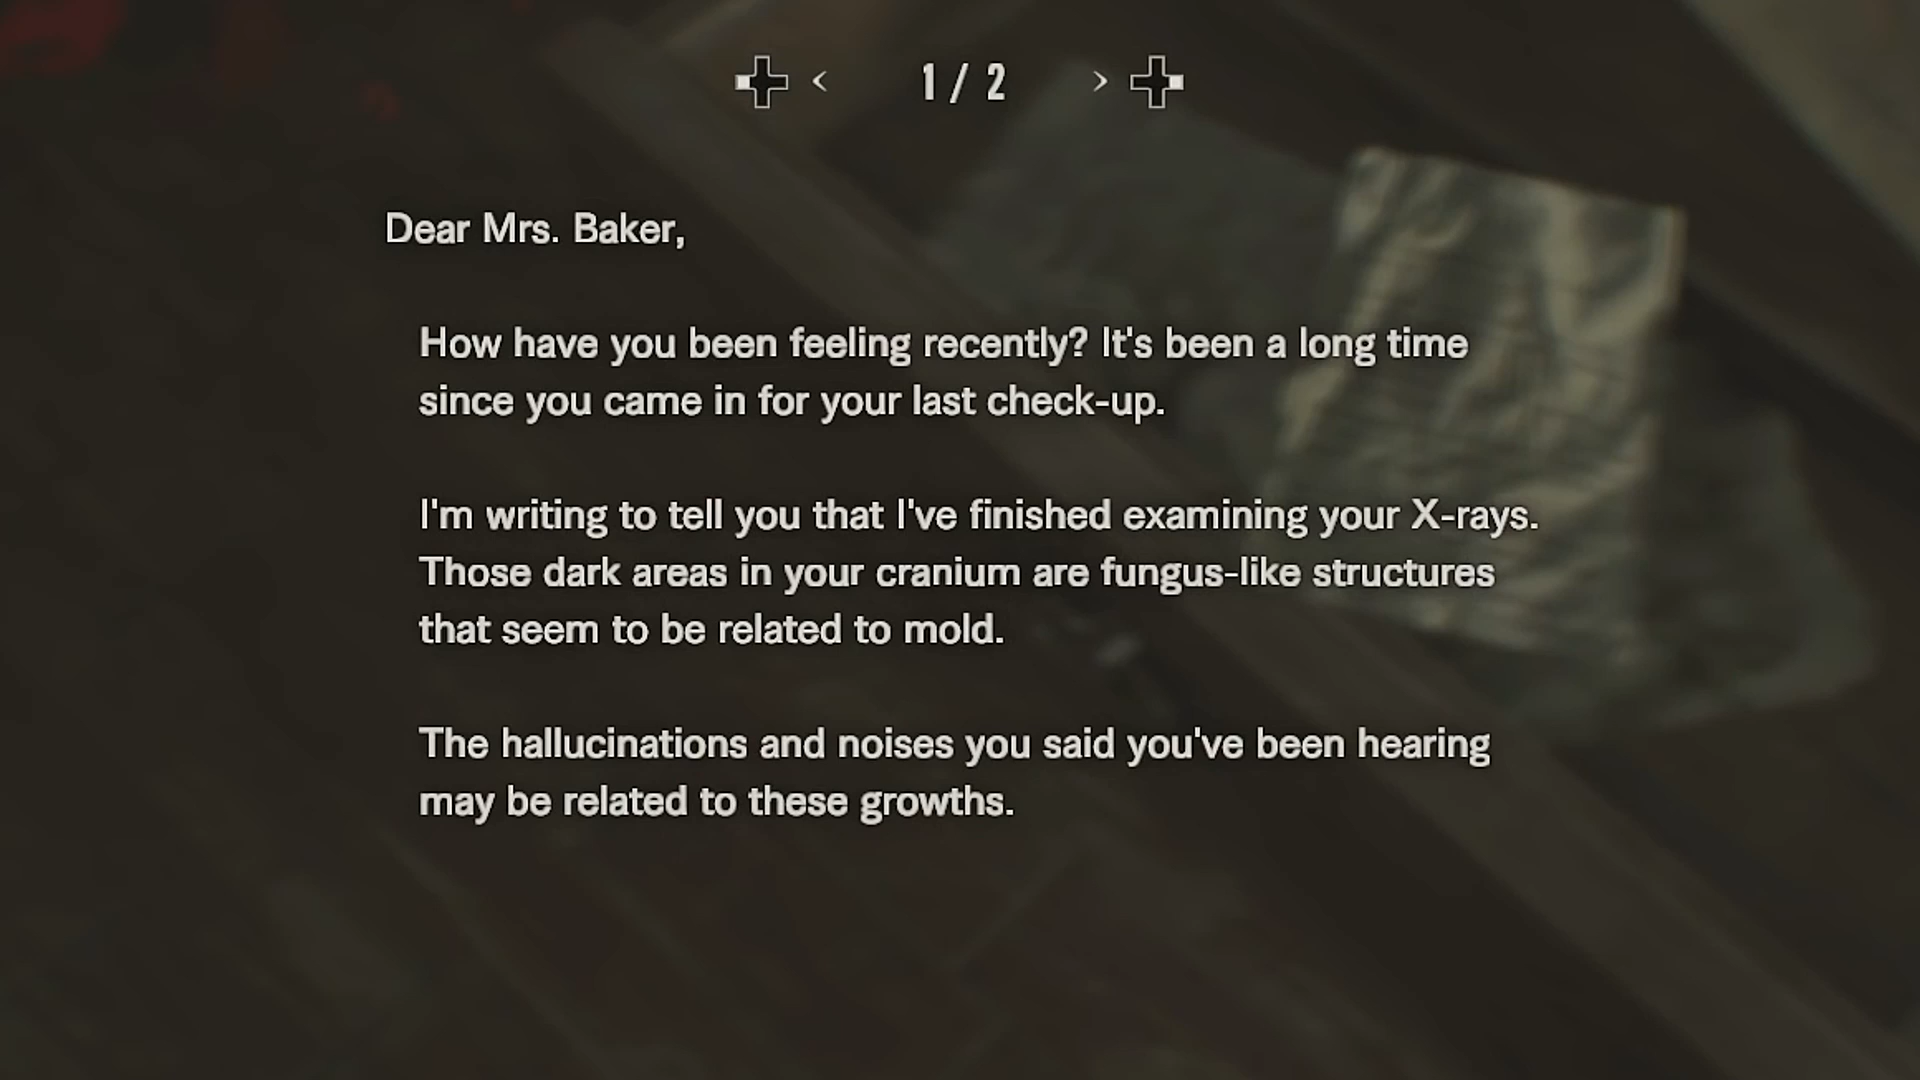 < 1 / 2 >
Dear Mrs. Baker,
How have you been feeling recently? It's been a long time
since you came in for your last check-up.
I'm writing to tell you that I've finished examining your X-rays.
Those dark areas in your cranium are fungus-like structures
that seem to be related to mold.
The hallucinations and noises you said you've been hearing
may be related to these growths.